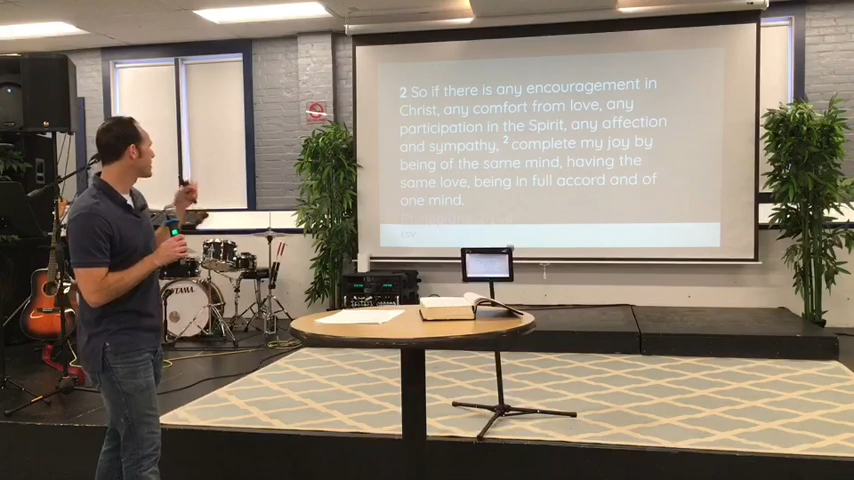 2 So if there is any encouragement in
Christ, any comfort from love, any
participation in the Spirit, any affection
and sympathy, 2 complete my joy by
being of the same mind, having the
same love, being in full accord and of
one mind.
ESV
TAMA